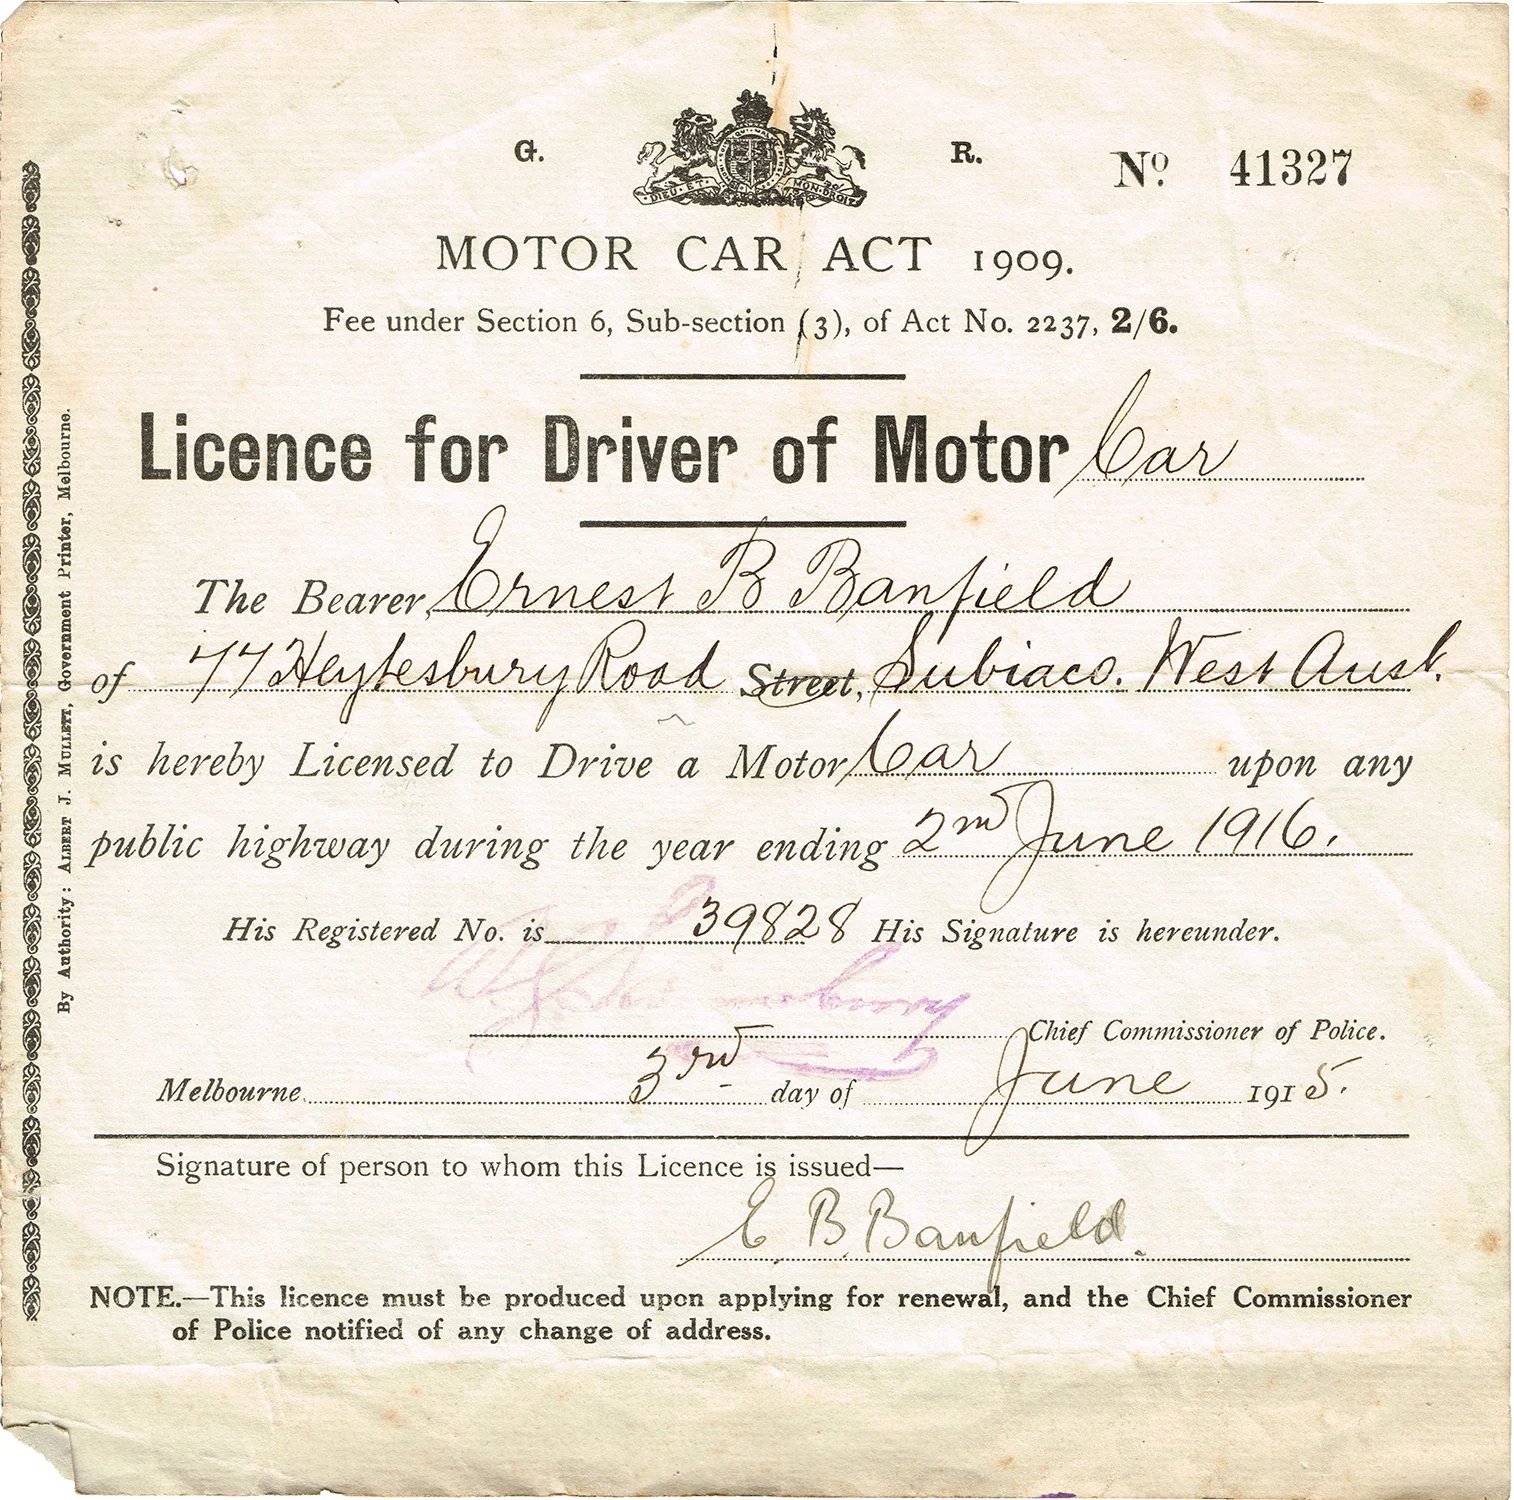 G. R. No. 41327
DIEU ET MON DROIT
MOTOR CAR ACT 1909.
Fee under Section 6, Sub-section (3), of Act No. 2237, 2/6.
Licence for Driver of Motor Car
The Bearer, Ernest B Banfield
of 77 Heytesbury Road Street, Subiaco. West Aust.
is hereby Licensed to Drive a Motor Car upon any
public highway during the year ending 2nd June 1916.
His Registered No. is 39828 His Signature is hereunder.
Chief Commissioner of Police.
Melbourne 3rd day of June 1915.
Signature of person to whom this Licence is issued—
E. B. Banfield.
NOTE.—This licence must be produced upon applying for renewal, and the Chief Commissioner
of Police notified of any change of address.
By Authority: ALBERT J. MULLETT, Government Printer, Melbourne.